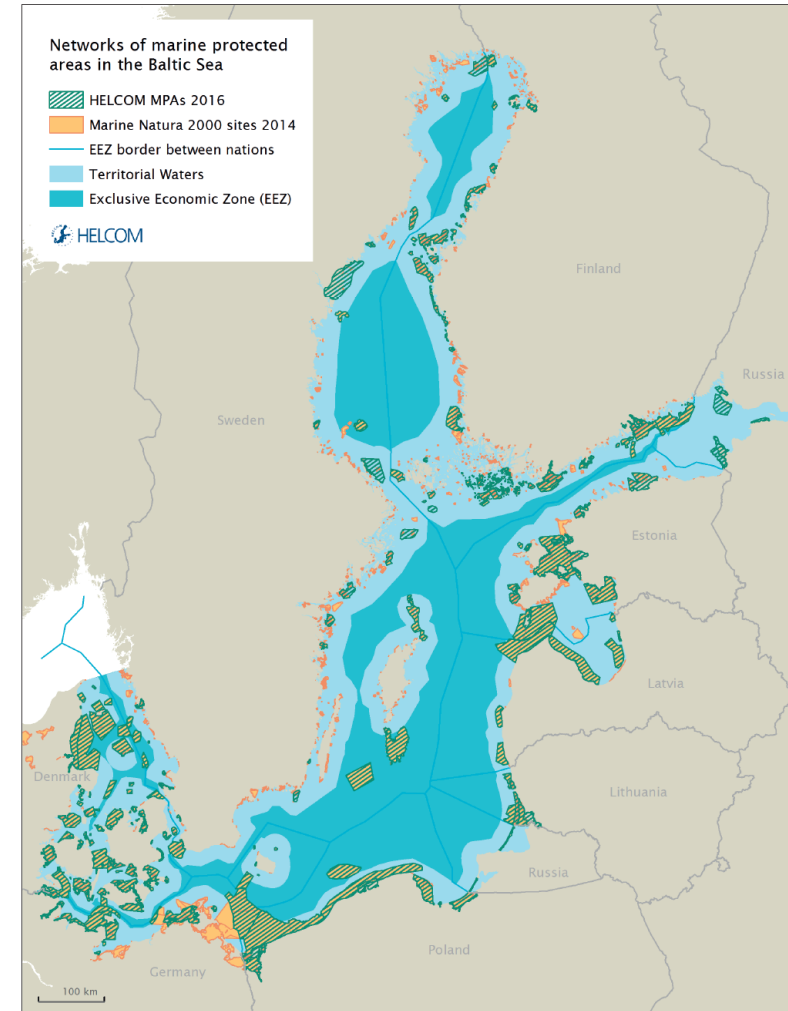 Networks of marine protected
areas in the Baltic Sea
HELCOM MPAs 2016
Marine Natura 2000 sites 2014
EEZ border between nations
Territorial Waters
Exclusive Economic Zone (EEZ)
HELCOM
Finland
Russia
Sweden
Estonia
Latvia
Denmark
Lithuania
Russia
Poland
Germany
100 km